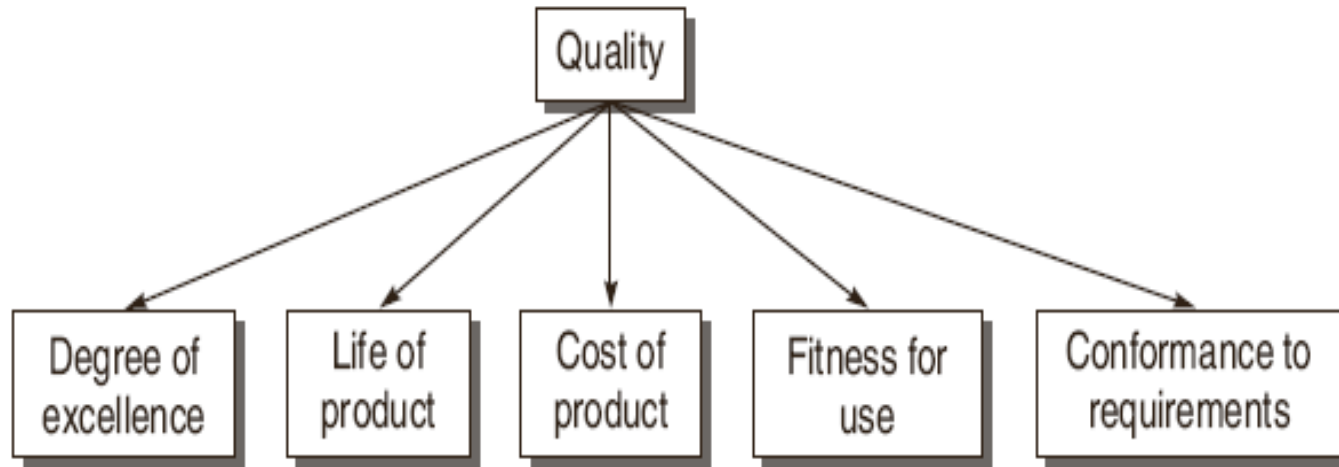 Quality
Degree of
excellence
Life of
product
Cost of
product
Fitness for
use
Conformance to
requirements